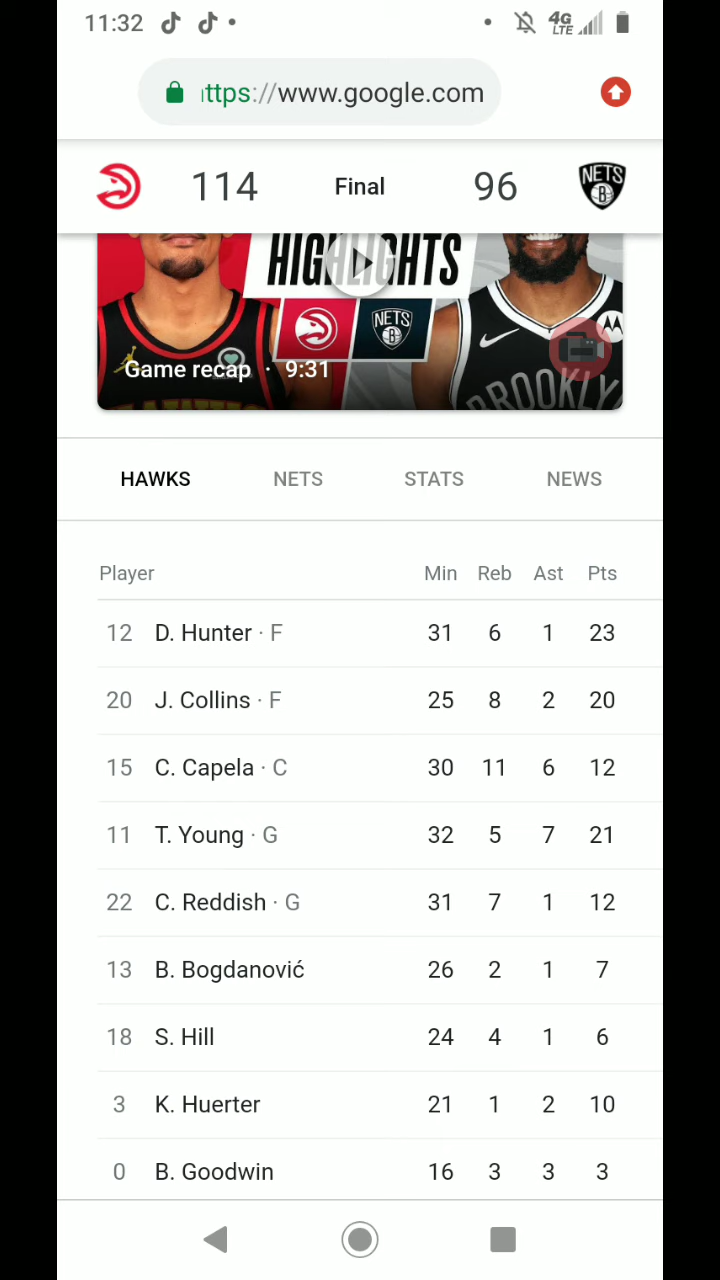 11:32 4G LTE
ttps://www.google.com
114 Final 96 NETS B
HIGHLIGHTS
NETS B
Game recap · 9:31
BROOKLY
HAWKS NETS STATS NEWS
Player Min Reb Ast Pts
12 D. Hunter · F 31 6 1 23
20 J. Collins · F 25 8 2 20
15 C. Capela · C 30 11 6 12
11 T. Young · G 32 5 7 21
22 C. Reddish · G 31 7 1 12
13 B. Bogdanović 26 2 1 7
18 S. Hill 24 4 1 6
3 K. Huerter 21 1 2 10
0 B. Goodwin 16 3 3 3